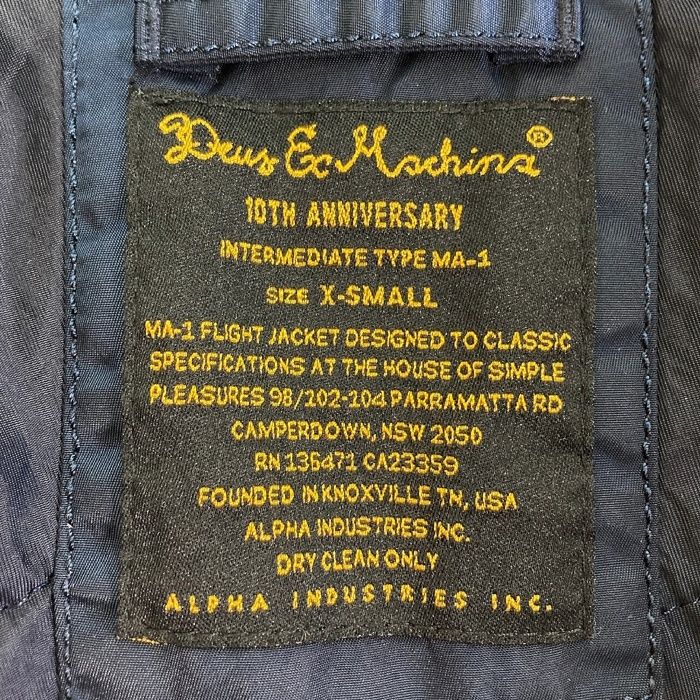 Deus Ex Machina®
10TH ANNIVERSARY
INTERMEDIATE TYPE MA-1
SIZE X-SMALL
MA-1 FLIGHT JACKET DESIGNED TO CLASSIC
SPECIFICATIONS AT THE HOUSE OF SIMPLE
PLEASURES 98/102-104 PARRAMATTA RD
CAMPERDOWN, NSW 2050
RN 136471 CA23359
FOUNDED IN KNOXVILLE TN, USA
ALPHA INDUSTRIES INC.
DRY CLEAN ONLY
ALPHA INDUSTRIES INC.